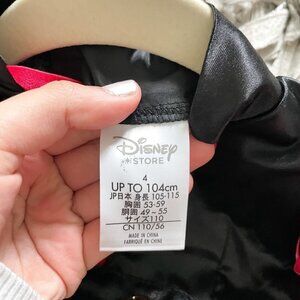 Disney
STORE
4
UP TO 104cm
JP日本 身長 105-115
胸囲 53-59
胴囲 49~55
サイズ110
CN 110/56
MADE IN CHINA
FABRIQUÉ EN CHINE